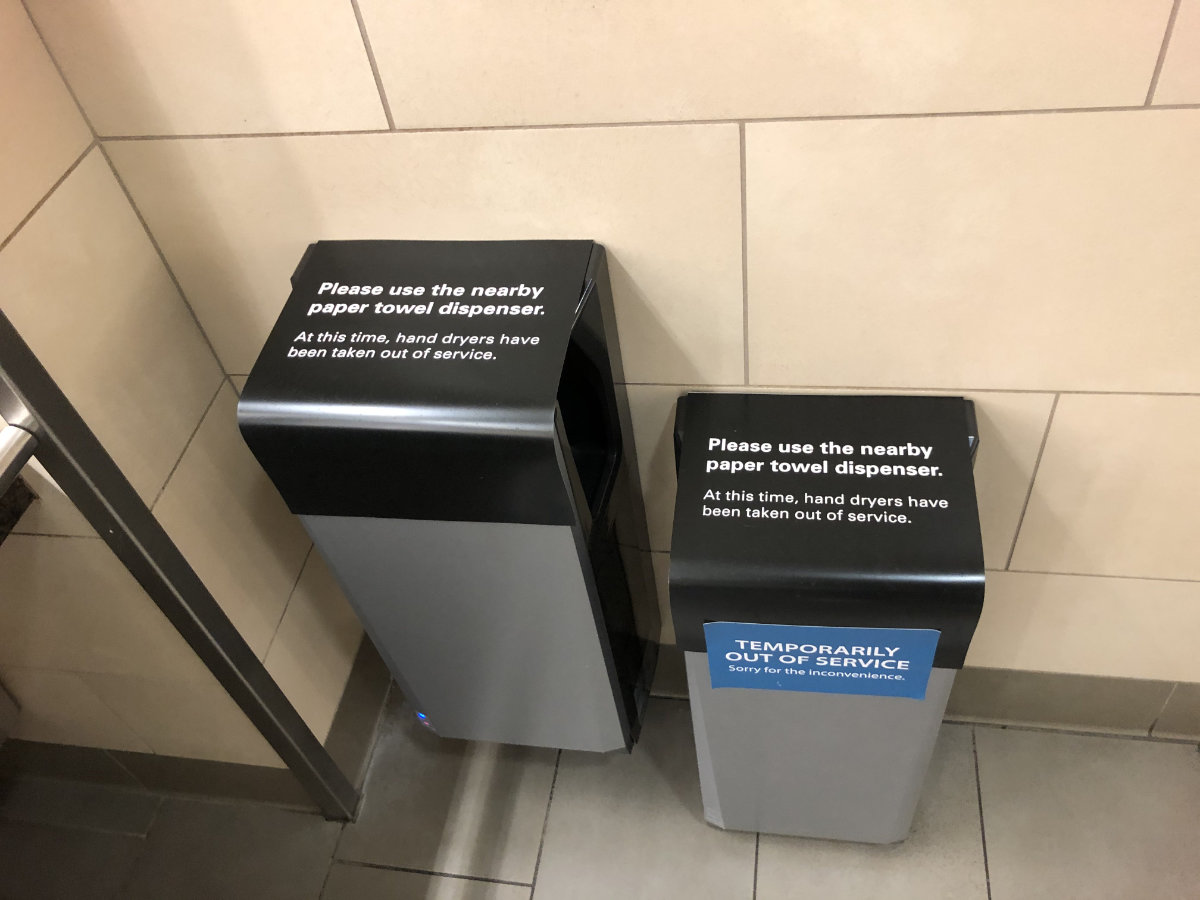 Please use the nearby
paper towel dispenser.
At this time, hand dryers have
been taken out of service.
Please use the nearby
paper towel dispenser.
At this time, hand dryers have
been taken out of service.
TEMPORARILY
OUT OF SERVICE
Sorry for the inconvenience.